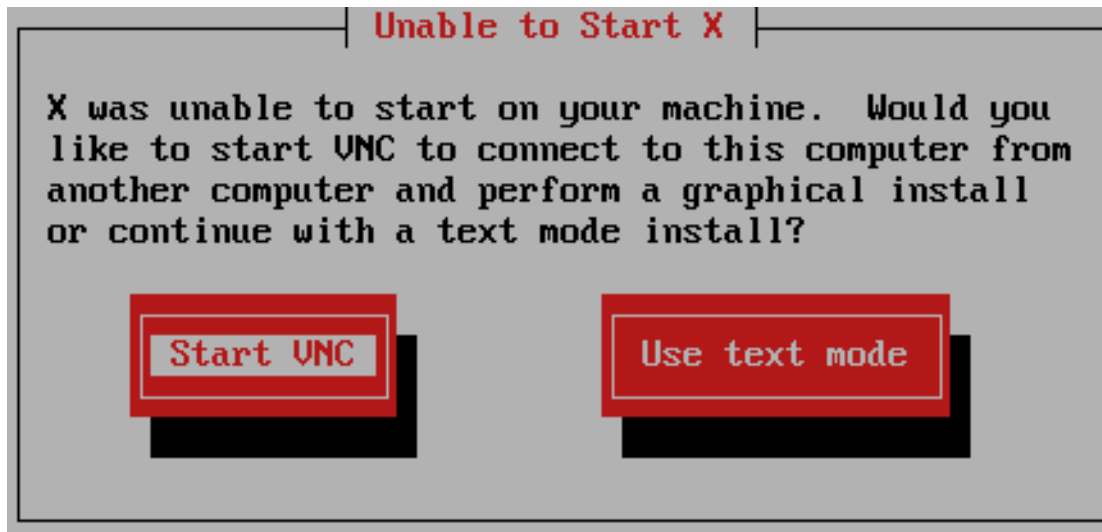 Unable to Start X
X was unable to start on your machine.  Would you
like to start VNC to connect to this computer from
another computer and perform a graphical install
or continue with a text mode install?
Start VNC
Use text mode